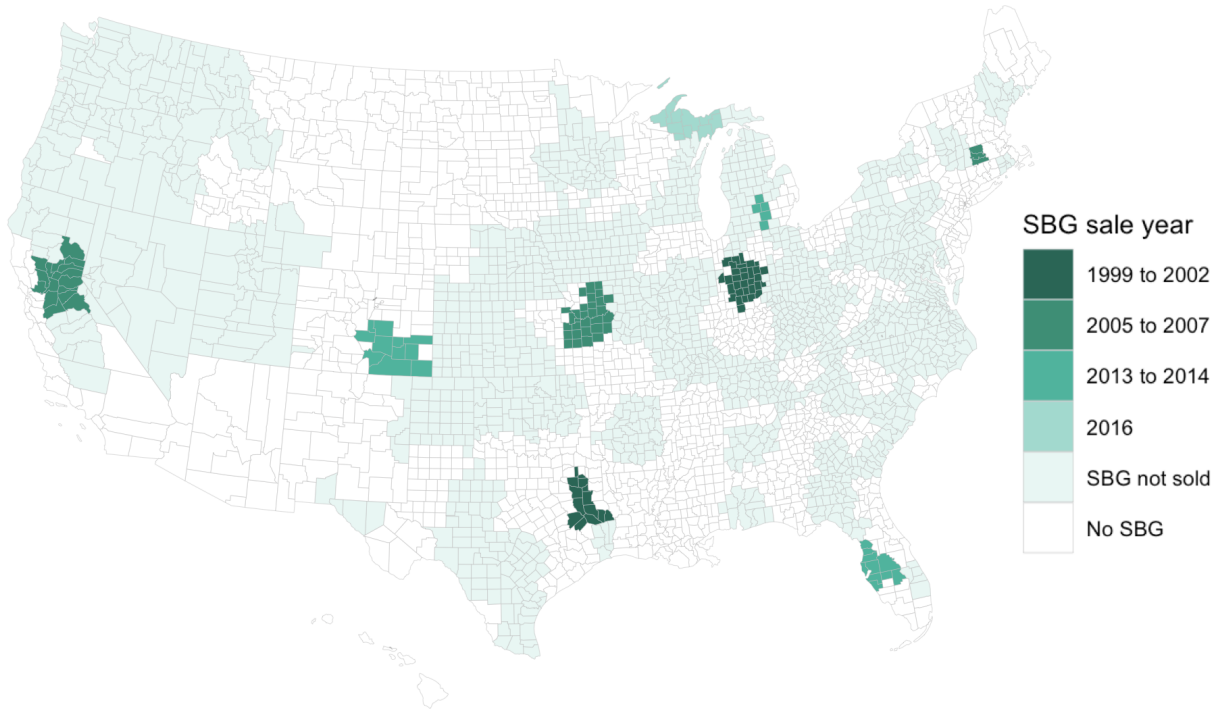 SBG sale year
1999 to 2002
2005 to 2007
2013 to 2014
2016
SBG not sold
No SBG